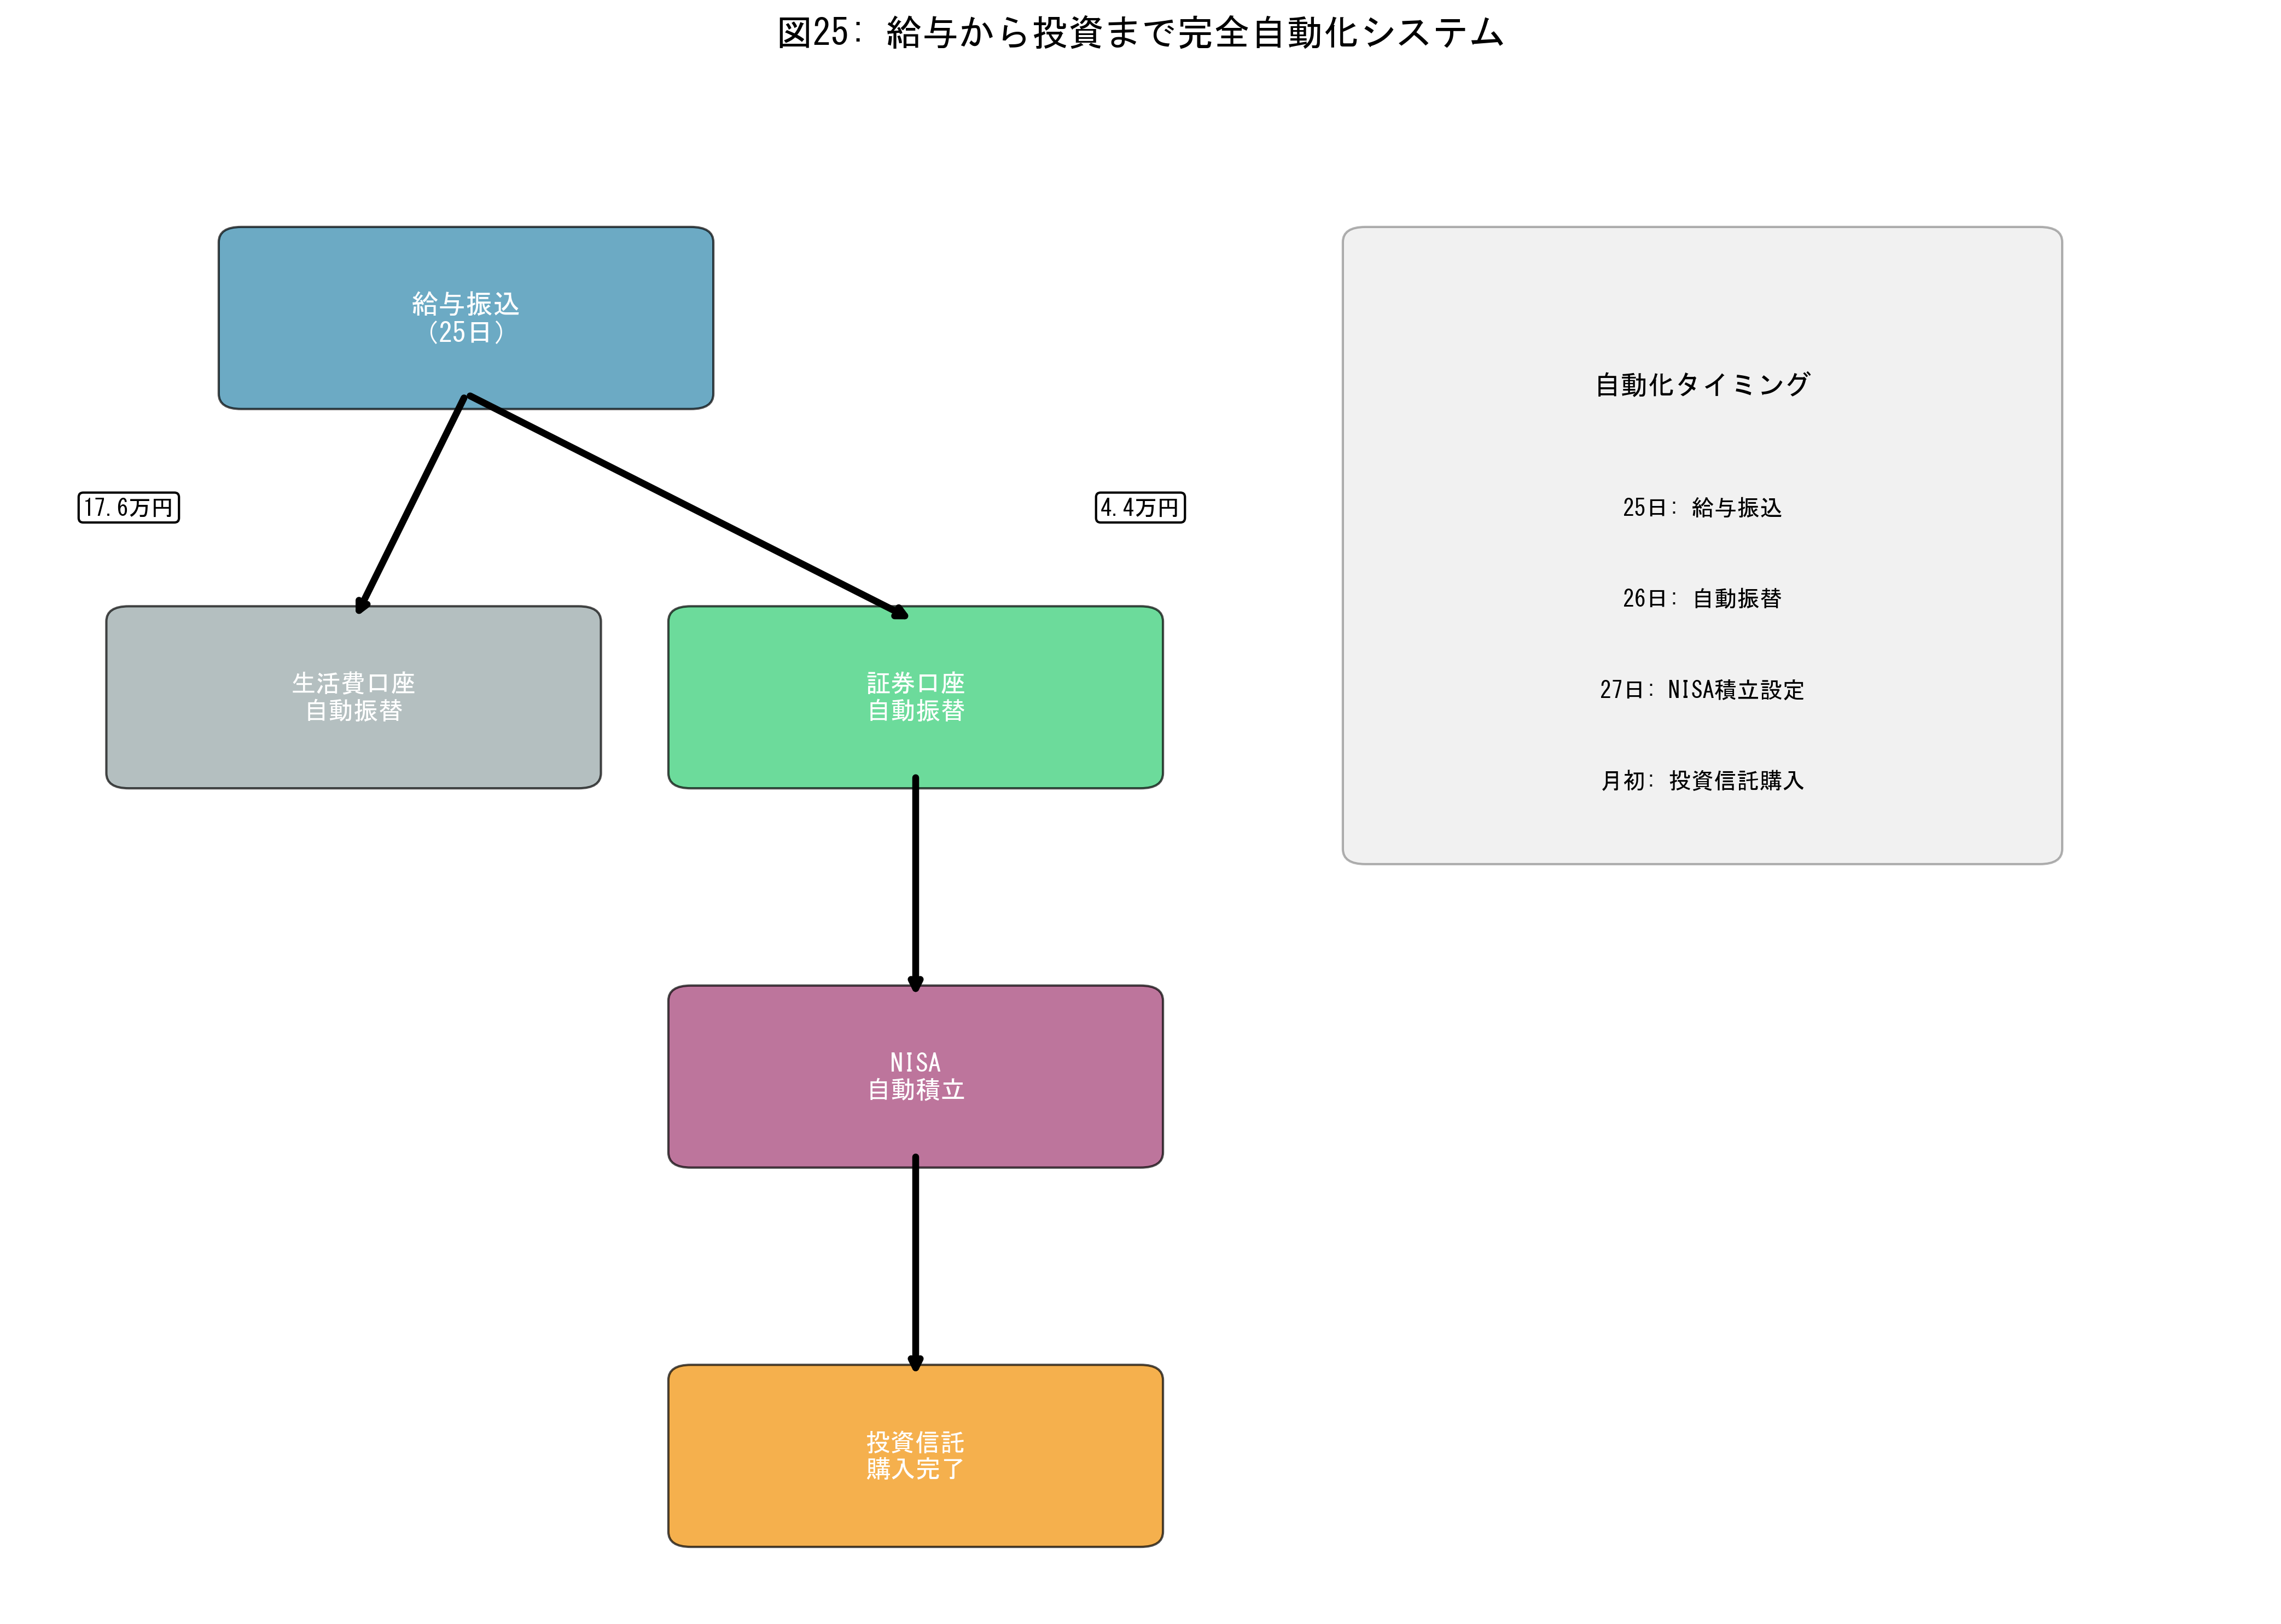 図25: 給与から投資まで完全自動化システム
給与振込
(25日)
17.6万円
4.4万円
生活費口座
自動振替
証券口座
自動振替
NISA
自動積立
投資信託
購入完了
自動化タイミング
25日: 給与振込
26日: 自動振替
27日: NISA積立設定
月初: 投資信託購入